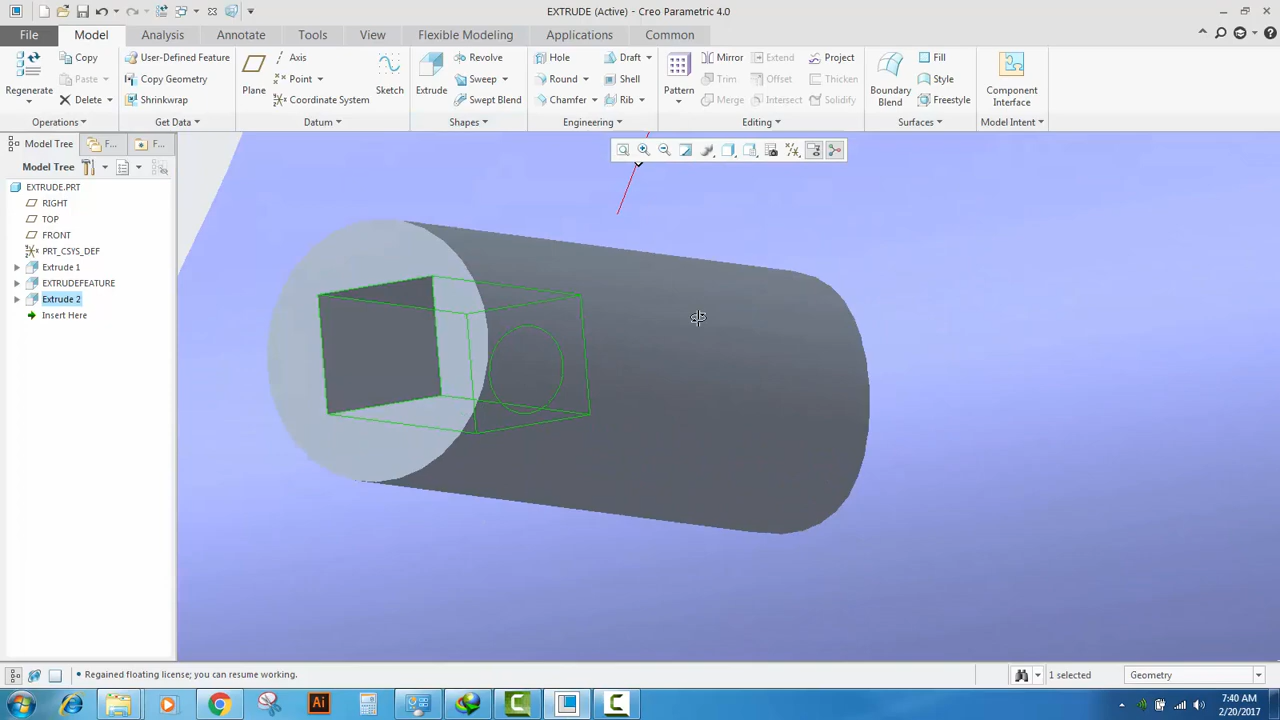 EXTRUDE (Active) - Creo Parametric 4.0
File Model Analysis Annotate Tools View Flexible Modeling Applications Common
Copy User-Defined Feature Axis Revolve Hole Draft Mirror Extend Project Fill
Paste Copy Geometry Point Sweep Round Shell Trim Offset Thicken Style
Regenerate Plane Sketch Extrude Pattern Boundary Blend Component Interface
Delete Shrinkwrap Coordinate System Swept Blend Chamfer Rib Merge Intersect Solidify Freestyle
Operations Get Data Datum Shapes Engineering Editing Surfaces Model Intent
Model Tree F... F...
Model Tree
EXTRUDE.PRT
RIGHT
TOP
FRONT
PRT_CSYS_DEF
Extrude 1
EXTRUDEFEATURE
Extrude 2
Insert Here
Regained floating license; you can resume working. 1 selected Geometry
7:40 AM
2/20/2017